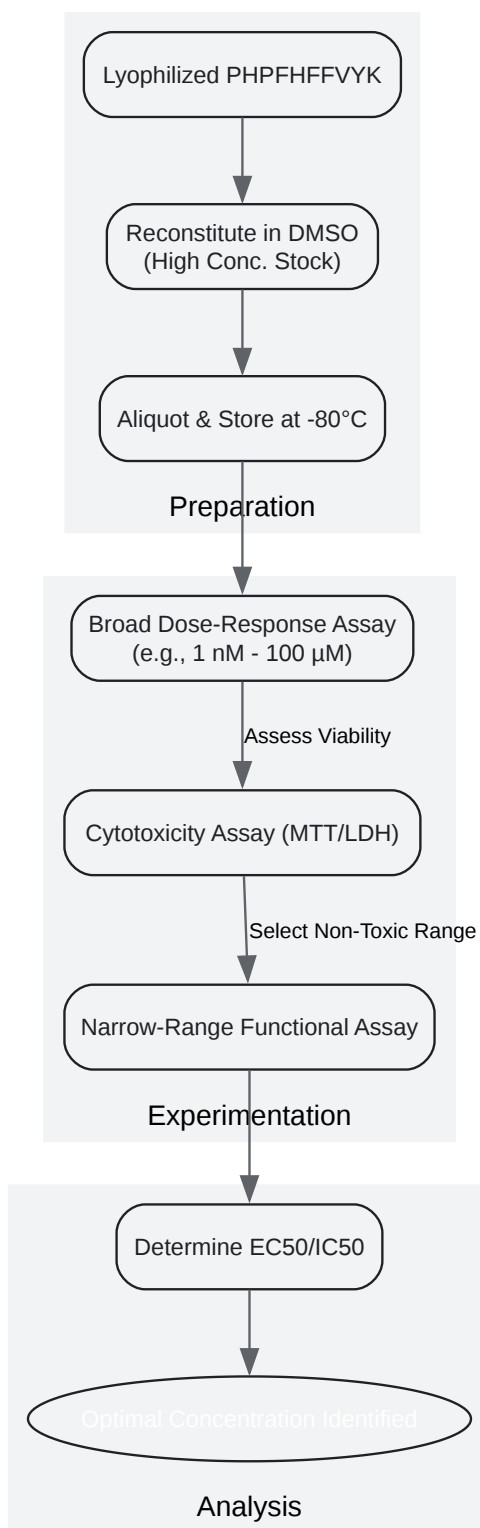 Lyophilized PHPFHFFVYK
Reconstitute in DMSO
(High Conc. Stock)
Aliquot & Store at -80°C
Preparation
Broad Dose-Response Assay
(e.g., 1 nM - 100 µM)
Assess Viability
Cytotoxicity Assay (MTT/LDH)
Select Non-Toxic Range
Narrow-Range Functional Assay
Experimentation
Determine EC50/IC50
Optimal Concentration Identified
Analysis